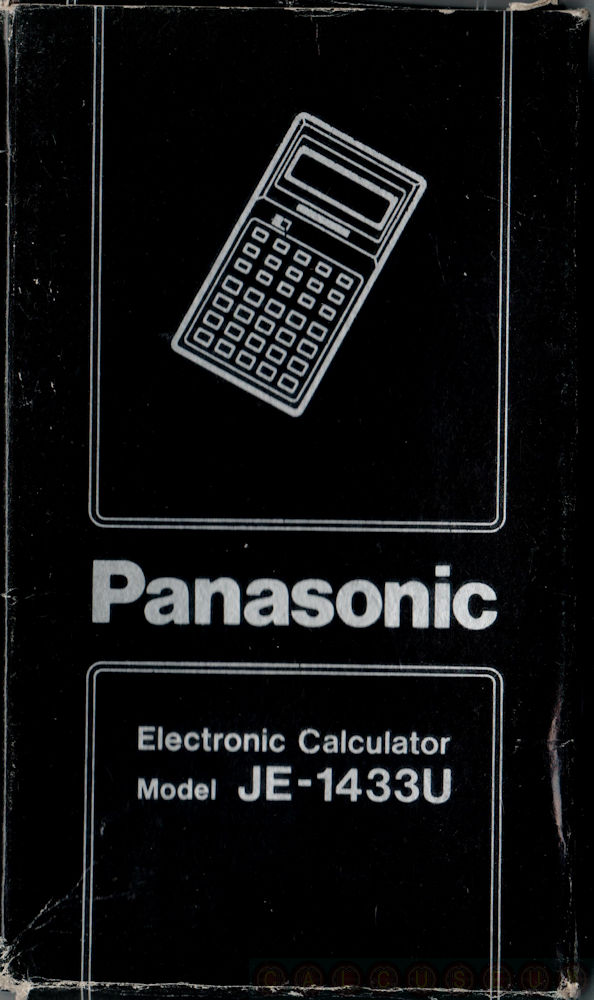 Panasonic
Electronic Calculator
Model JE-1433U